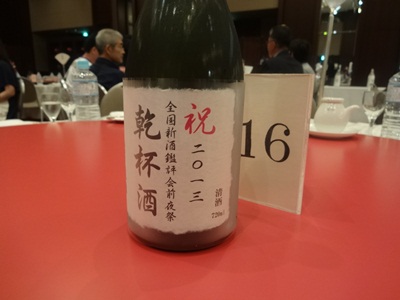 祝
二〇一三
全国新酒鑑評会前夜祭
乾杯酒
清酒
720ml
16